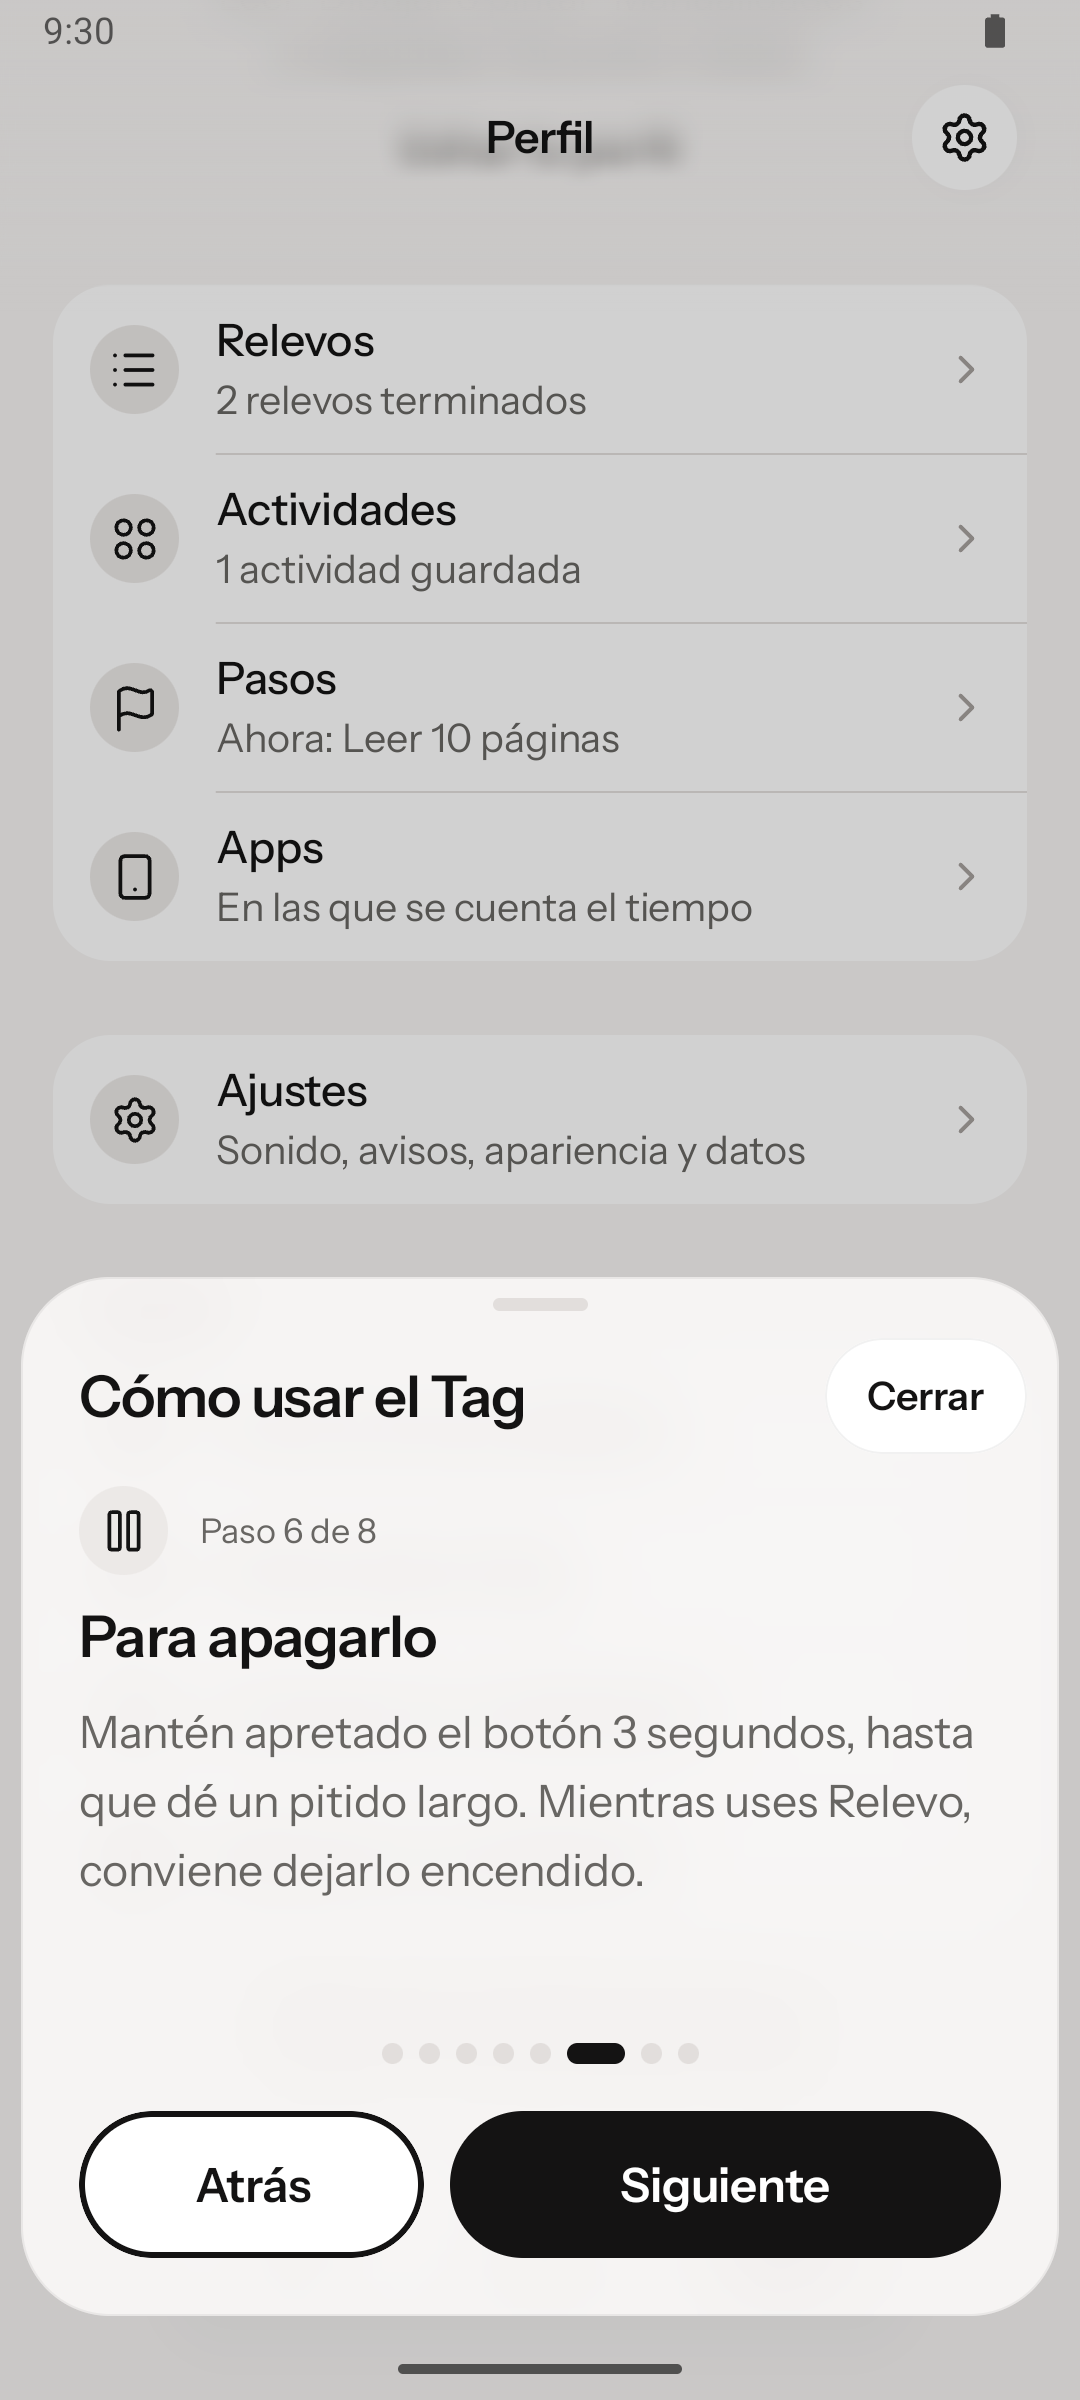 9:30
Perfil
Relevos
2 relevos terminados
Actividades
1 actividad guardada
Pasos
Ahora: Leer 10 páginas
Apps
En las que se cuenta el tiempo
Ajustes
Sonido, avisos, apariencia y datos
Cómo usar el Tag
Cerrar
Paso 6 de 8
Para apagarlo
Mantén apretado el botón 3 segundos, hasta
que dé un pitido largo. Mientras uses Relevo,
conviene dejarlo encendido.
Atrás
Siguiente